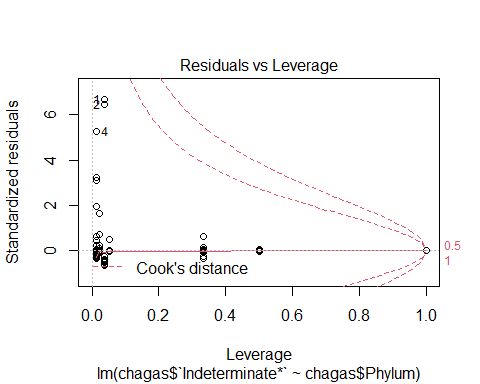 Residuals vs Leverage
Standardized residuals
6
4
2
0
1
2
4
0.5
1
Cook's distance
0.0 0.2 0.4 0.6 0.8 1.0
Leverage
lm(chagas$`Indeterminate*` ~ chagas$Phylum)